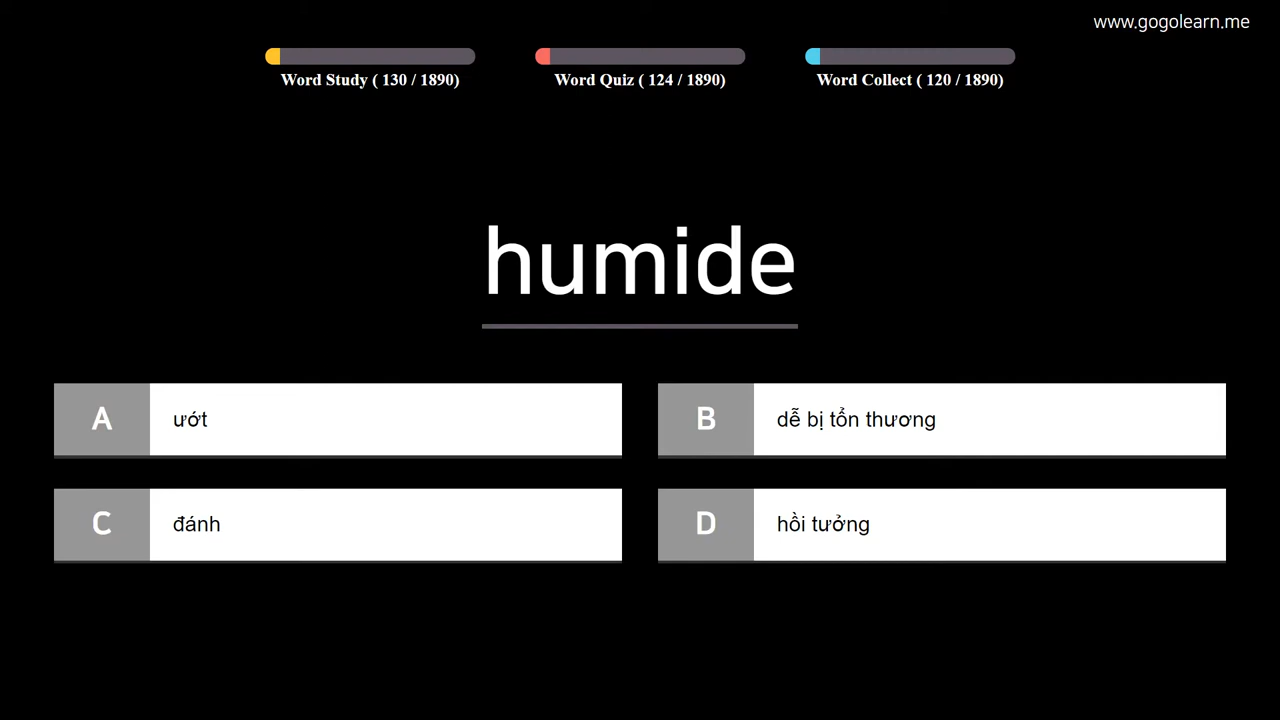 www.gogolearn.me
Word Study ( 130 / 1890)
Word Quiz ( 124 / 1890)
Word Collect ( 120 / 1890)
humide
A ướt
B dễ bị tổn thương
C đánh
D hồi tưởng